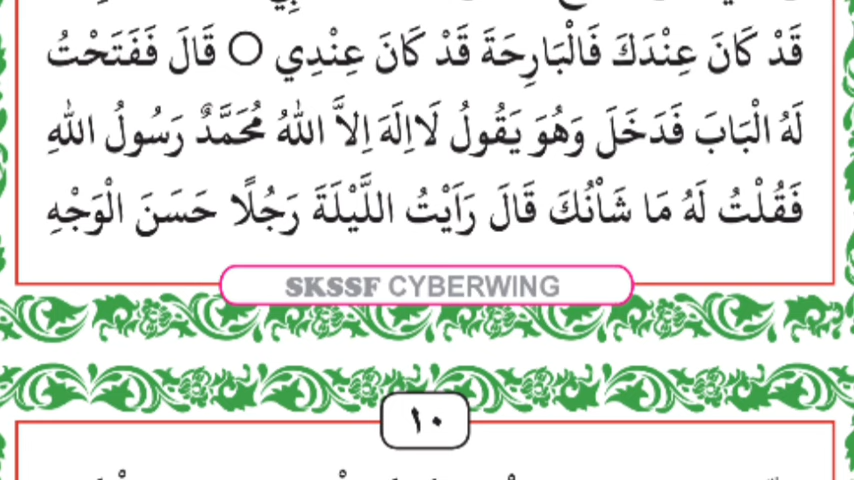 قَدْ كَانَ عِنْدَكَ فَالْبَارِحَةَ قَدْ كَانَ عِنْدِي ○ قَالَ فَفَتَحْتُ
لَهُ الْبَابَ فَدَخَلَ وَهُوَ يَقُولُ لَااِلَهَ اِلاَّ اللهُ مُحَمَّدٌ رَسُولُ اللهِ
فَقُلْتُ لَهُ مَا شَاْنُكَ قَالَ رَاَيْتُ اللَّيْلَةَ رَجُلًا حَسَنَ الْوَجْهِ
SKSSF CYBERWING
١٠